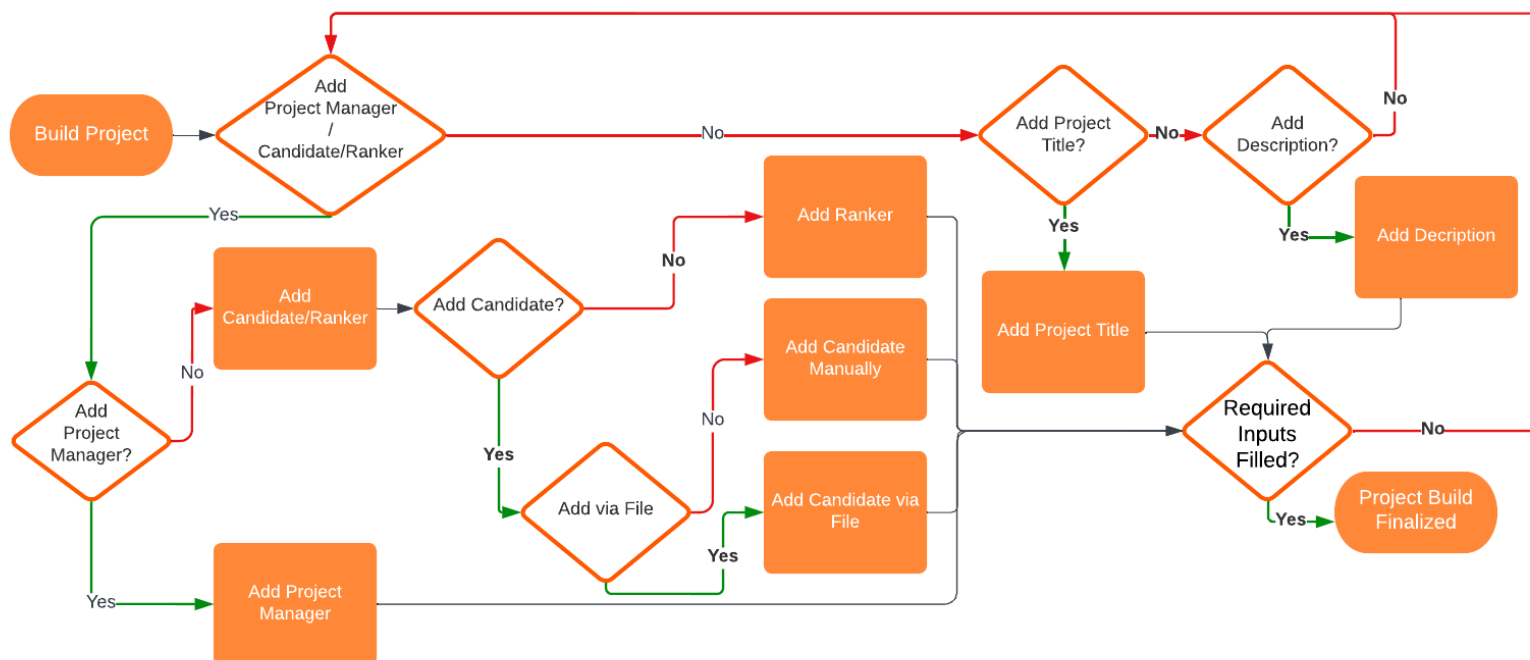 Build Project
Add
Project Manager
/
Candidate/Ranker
No
Add Project
Title?
No
Add
Description?
No
Yes
Add Ranker
Yes
Yes
Add Decription
No
Add
Candidate/Ranker
Add Candidate?
Add Project Title
Add Candidate
Manually
No
Add
Project
Manager?
No
Required
Inputs
Filled?
No
Yes
Add via File
Add Candidate via
File
Project Build
Finalized
Yes
Yes
Yes
Add Project
Manager